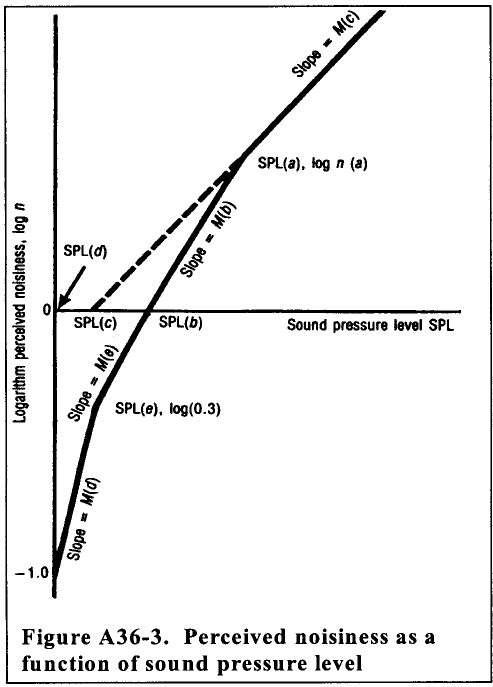 Slope = M(c)
SPL(a), log n (a)
Slope = M(b)
Logarithm perceived noisiness, log n
SPL(d)
0
SPL(c)
SPL(b)
Sound pressure level SPL
Slope = M(e)
SPL(e), log(0.3)
Slope = M(d)
−1.0
Figure A36-3. Perceived noisiness as a
function of sound pressure level